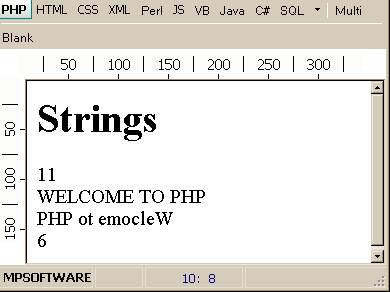 PHP HTML CSS XML Perl JS VB Java C# SQL Multi
Blank
50 100 150 200 250 300
50
100
150
Strings
11
WELCOME TO PHP
PHP ot emocleW
6
MPSOFTWARE 10: 8